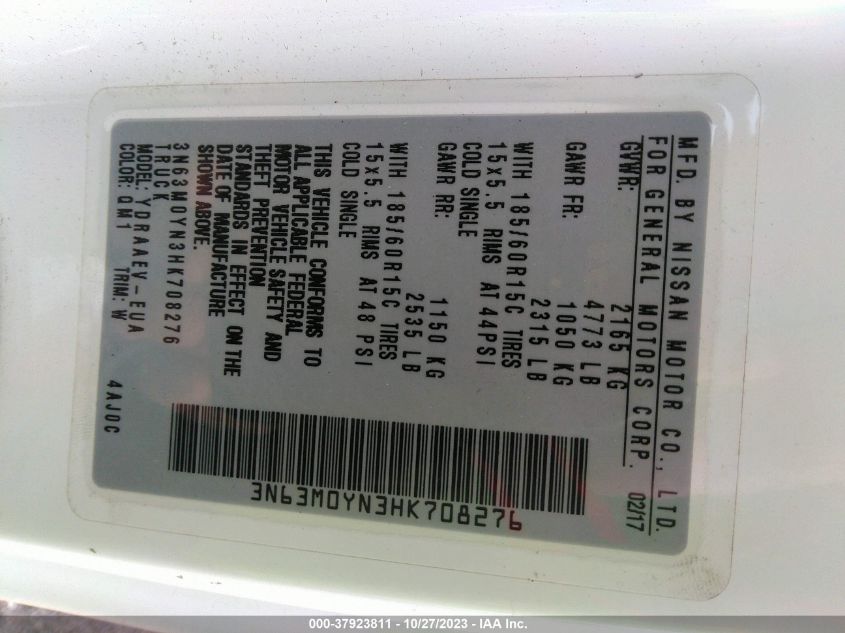 MFD. BY NISSAN MOTOR CO., LTD.
FOR GENERAL MOTORS CORP. 02/17
GVWR: 2165 KG
4773 LB
GAWR FR: 1050 KG
2315 LB
WITH 185/60R15C TIRES
15x5.5 RIMS AT 44PSI
COLD SINGLE
GAWR RR: 1150 KG
2535 LB
WITH 185/60R15C TIRES
15x5.5 RIMS AT 48 PSI
COLD SINGLE
THIS VEHICLE CONFORMS TO
ALL APPLICABLE FEDERAL
MOTOR VEHICLE SAFETY AND
THEFT PREVENTION
STANDARDS IN EFFECT ON THE
DATE OF MANUFACTURE
SHOWN ABOVE.
3N63M0YN3HK708276
TRUCK
MODEL: YDRAAEV-EUA
COLOR: QM1 TRIM: W 4AJ0C
3N63M0YN3HK708276
000-37923811 - 10/27/2023 - IAA Inc.